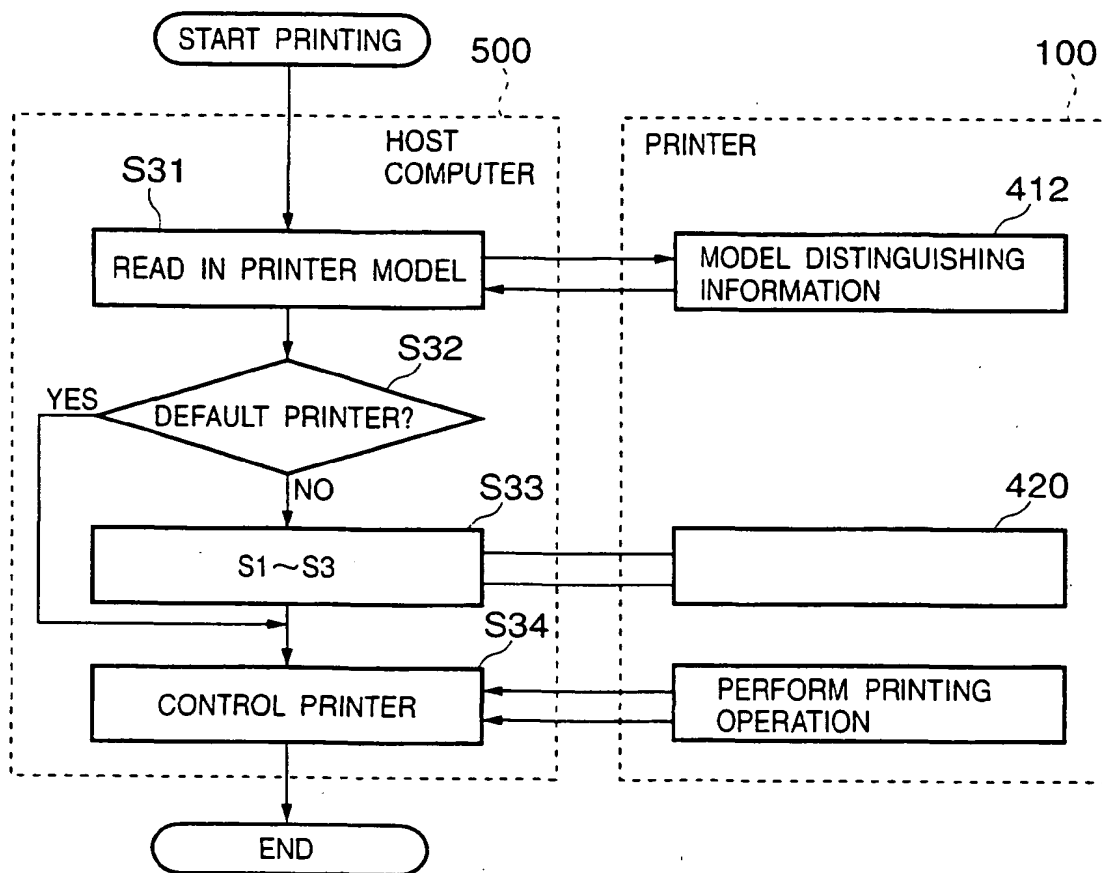 START PRINTING
500
100
HOST
COMPUTER
PRINTER
S31
412
READ IN PRINTER MODEL
MODEL DISTINGUISHING
INFORMATION
S32
YES
DEFAULT PRINTER?
NO
S33
420
S1~S3
S34
CONTROL PRINTER
PERFORM PRINTING
OPERATION
END